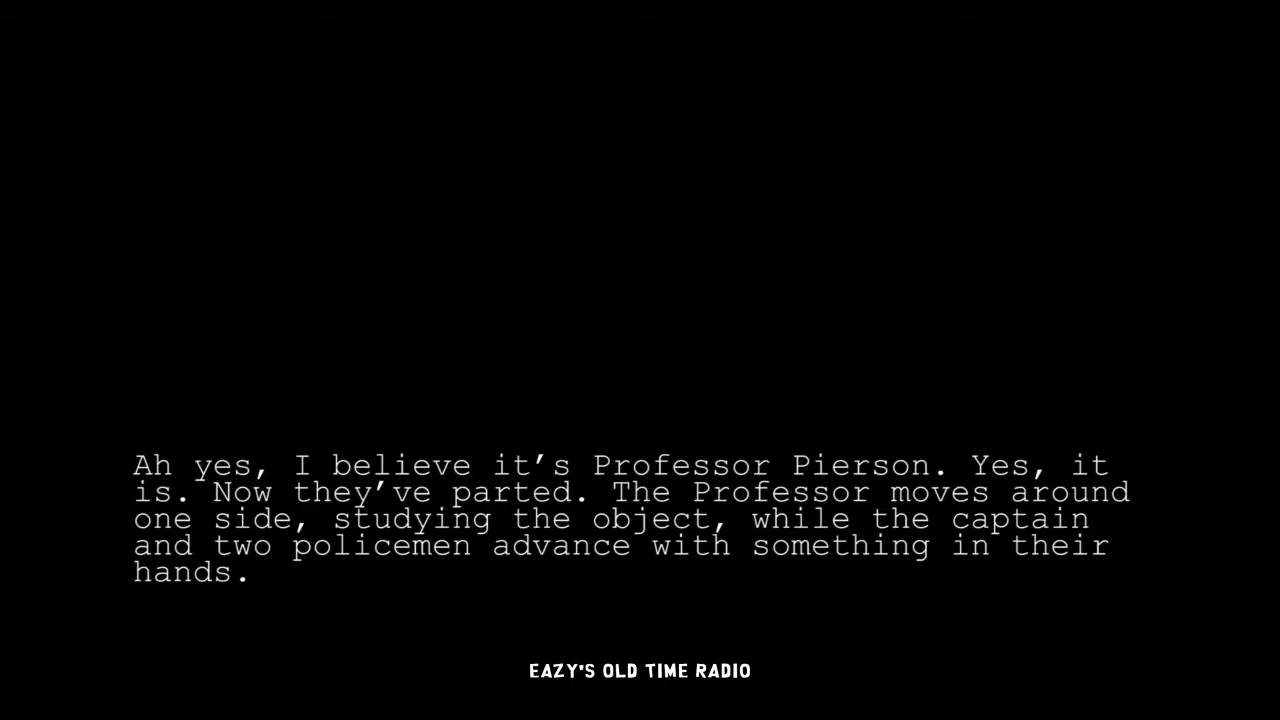 Ah yes, I believe it’s Professor Pierson. Yes, it
is. Now they’ve parted. The Professor moves around
one side, studying the object, while the captain
and two policemen advance with something in their
hands.
EAZY'S OLD TIME RADIO